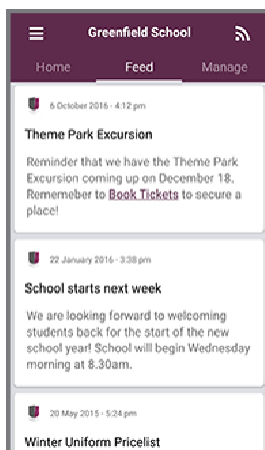 Greenfield School
Home Feed Manage
6 October 2016 - 4:12 pm
Theme Park Excursion
Reminder that we have the Theme Park
Excursion coming up on December 18.
Rememeber to Book Tickets to secure a
place!
22 January 2016 - 3:38 pm
School starts next week
We are looking forward to welcoming
students back for the start of the new
school year! School will begin Wednesday
morning at 8.30am.
20 May 2015 - 5:24 pm
Winter Uniform Pricelist